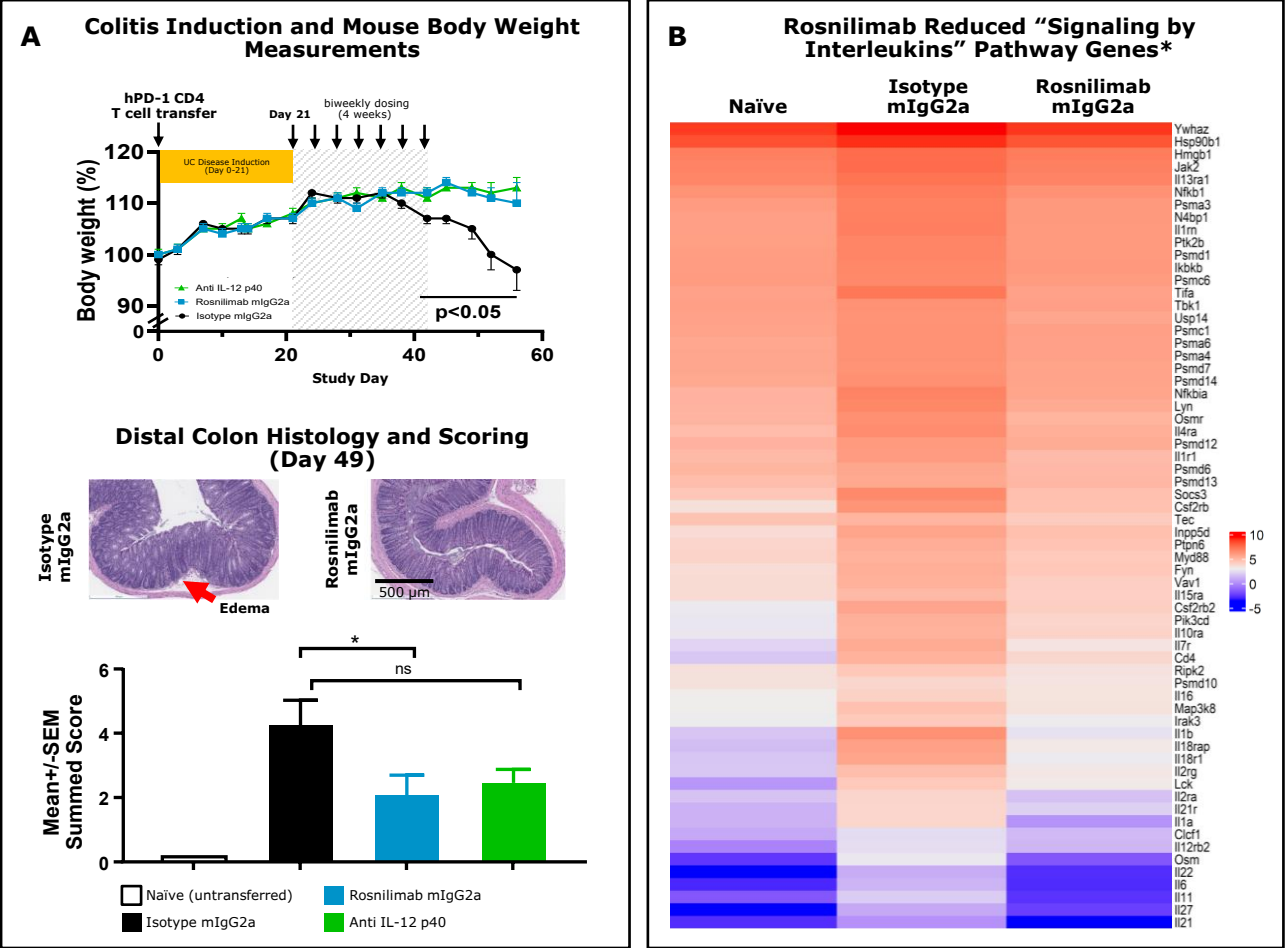 A
Colitis Induction and Mouse Body Weight
Measurements
hPD-1 CD4
T cell transfer
Day 21
biweekly dosing
(4 weeks)
UC Disease Induction
(Day 0-21)
Body weight (%)
120
110
100
90
0
Anti IL-12 p40
Rosnilimab mIgG2a
Isotype mIgG2a
p<0.05
0
20
40
60
Study Day
Distal Colon Histology and Scoring
(Day 49)
Isotype
mIgG2a
Edema
Rosnilimab
mIgG2a
500 µm
Mean+/-SEM
Summed Score
6
4
2
0
*
ns
Naïve (untransferred)
Rosnilimab mIgG2a
Isotype mIgG2a
Anti IL-12 p40
B
Rosnilimab Reduced “Signaling by
Interleukins” Pathway Genes*
Naïve
Isotype
mIgG2a
Rosnilimab
mIgG2a
Ywhaz
Hsp90b1
Hmgb1
Jak2
Il13ra1
Nfkb1
Psma3
N4bp1
Il1rn
Ptk2b
Psmd1
Ikbkb
Psmc6
Tifa
Tbk1
Usp14
Psmc1
Psma6
Psma4
Psmd7
Psmd14
Nfkbia
Lyn
Osmr
Il4ra
Psmd12
Il1r1
Psmd6
Psmd13
Socs3
Csf2rb
Tec
Inpp5d
Ptpn6
Myd88
Fyn
Vav1
Il15ra
Csf2rb2
Pik3cd
Il10ra
Il7r
Cd4
Ripk2
Psmd10
Il16
Map3k8
Irak3
Il1b
Il18rap
Il18r1
Il2rg
Lck
Il2ra
Il21r
Il1a
Clcf1
Il12rb2
Osm
Il22
Il6
Il11
Il27
Il21
10
5
0
-5